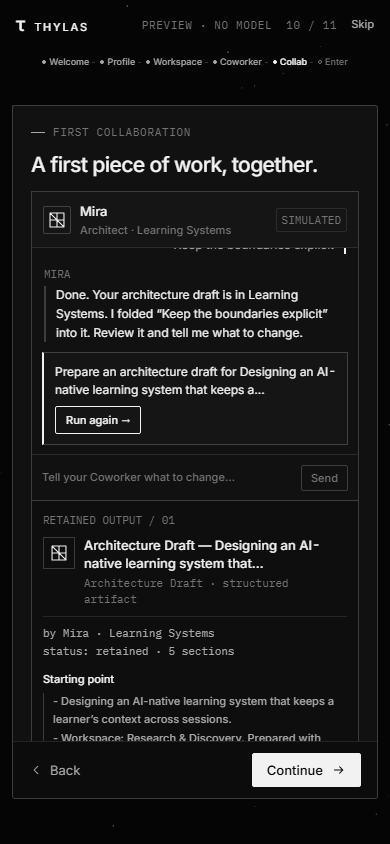 THYLAS
PREVIEW · NO MODEL 10 / 11 Skip
Welcome - Profile - Workspace - Coworker - Collab - Enter
FIRST COLLABORATION
A first piece of work, together.
Mira
Architect · Learning Systems
SIMULATED
Keep the boundaries explicit
MIRA
Done. Your architecture draft is in Learning
Systems. I folded “Keep the boundaries explicit”
into it. Review it and tell me what to change.
Prepare an architecture draft for Designing an AI-
native learning system that keeps a…
Run again →
Tell your Coworker what to change…
Send
RETAINED OUTPUT / 01
Architecture Draft — Designing an AI-
native learning system that…
Architecture Draft · structured
artifact
by Mira · Learning Systems
status: retained · 5 sections
Starting point
- Designing an AI-native learning system that keeps a
learner’s context across sessions.
- Workspace: Research & Discovery. Prepared with
Back
Continue →